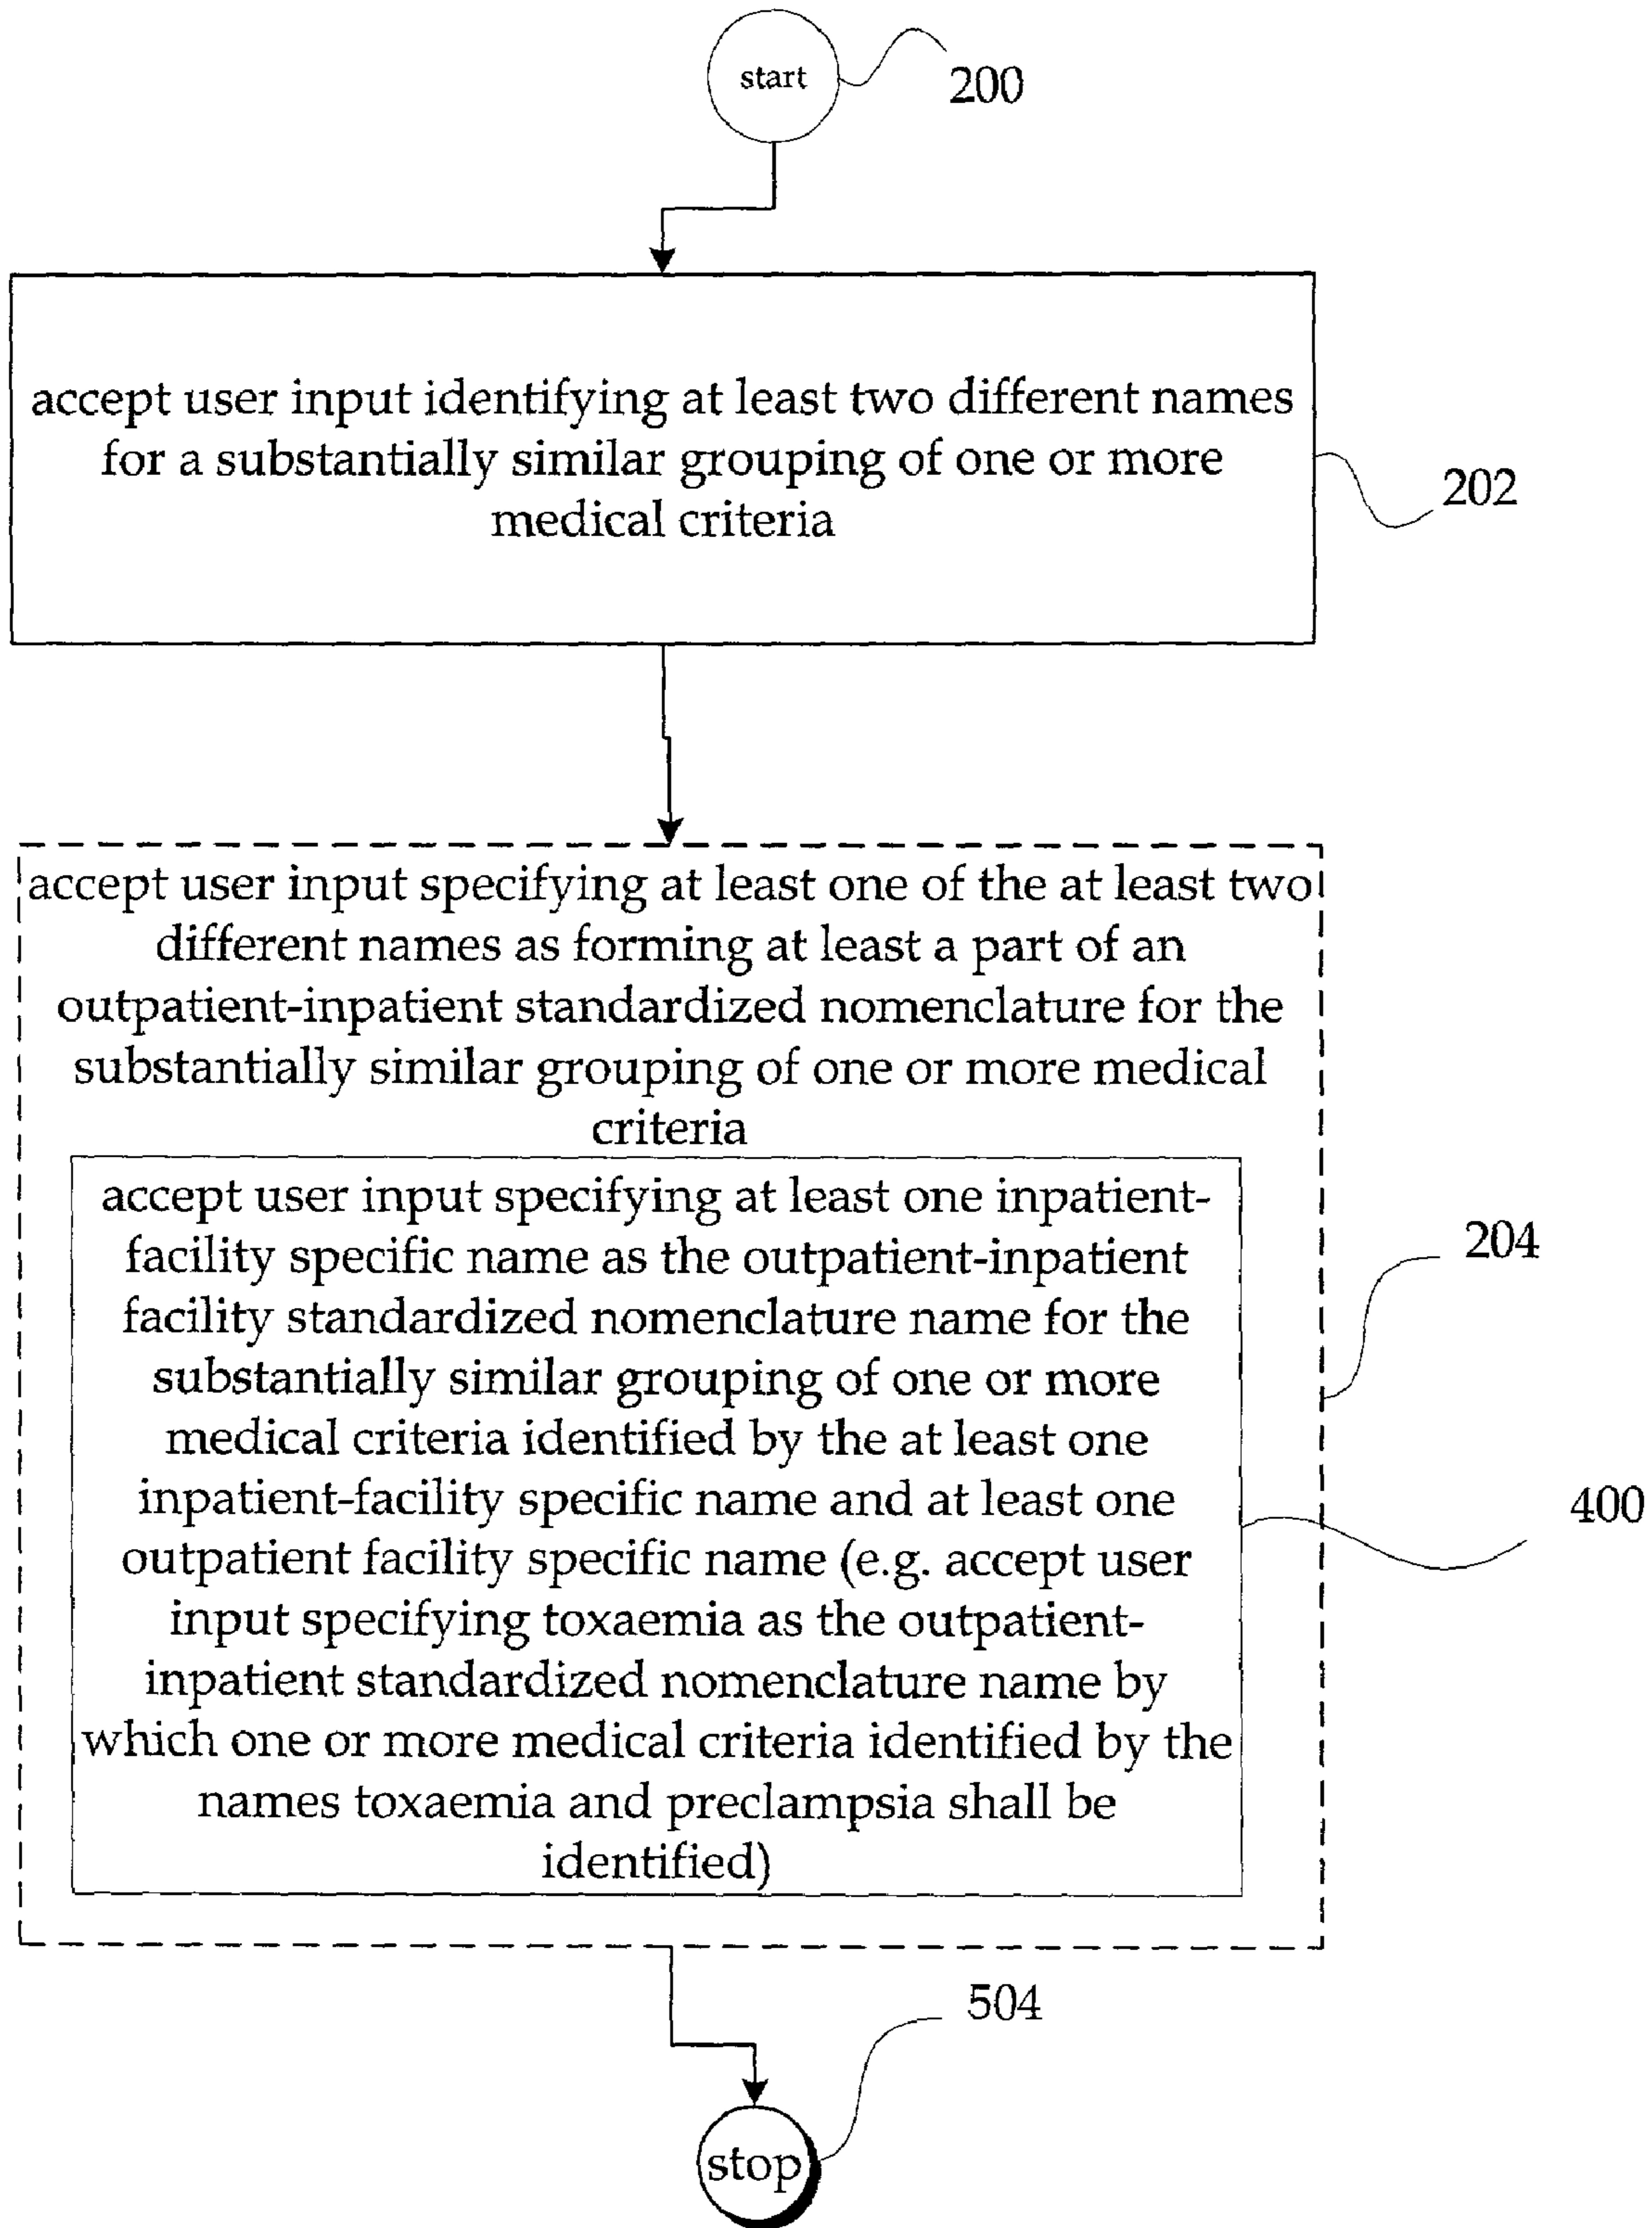 start
200
accept user input identifying at least two different names
for a substantially similar grouping of one or more
medical criteria
202
accept user input specifying at least one of the at least two
different names as forming at least a part of an
outpatient-inpatient standardized nomenclature for the
substantially similar grouping of one or more medical
criteria
accept user input specifying at least one inpatient-
facility specific name as the outpatient-inpatient
facility standardized nomenclature name for the
substantially similar grouping of one or more
medical criteria identified by the at least one
inpatient-facility specific name and at least one
outpatient facility specific name (e.g. accept user
input specifying toxaemia as the outpatient-
inpatient standardized nomenclature name by
which one or more medical criteria identified by the
names toxaemia and preclampsia shall be
identified)
204
400
504
stop